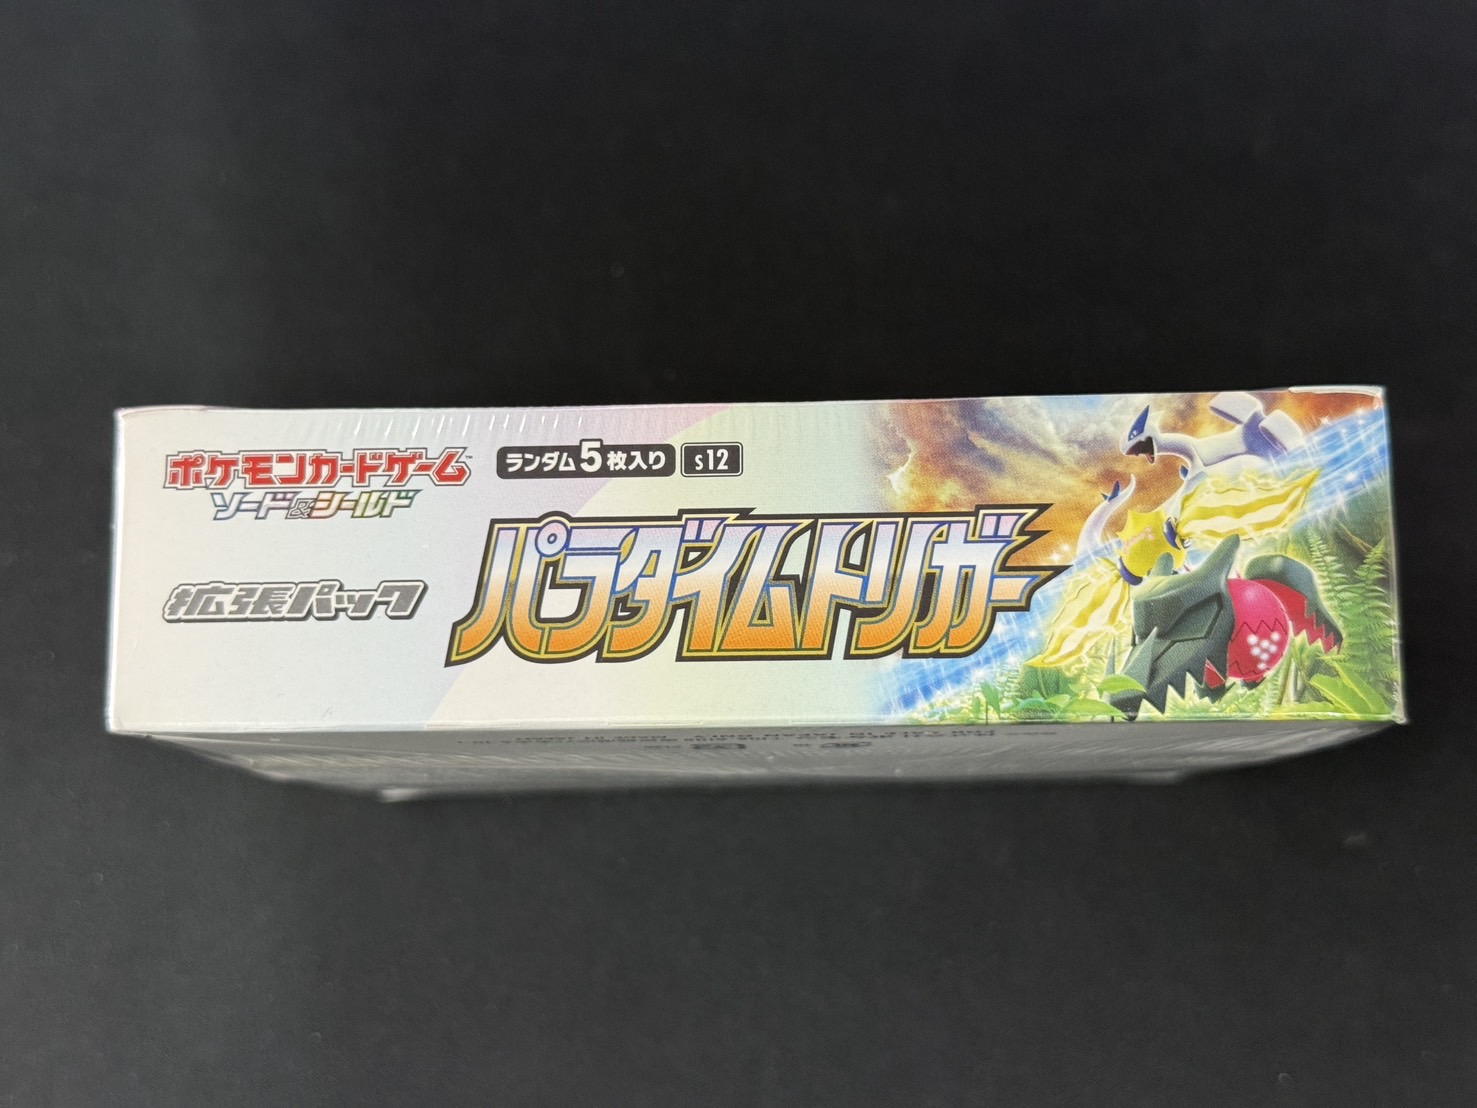 ポケモンカードゲーム™
ソード&シールド
ランダム5枚入り s12
拡張パック
パラダイムトリガー